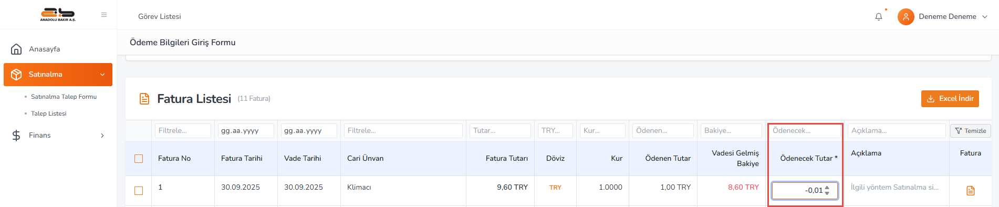 ANADOLU BAKIR A.Ş.
Görev Listesi
Deneme Deneme
Ödeme Bilgileri Giriş Formu
Anasayfa
Satınalma
Satınalma Talep Formu
Talep Listesi
Finans
Fatura Listesi (11 Fatura)
Excel İndir
Filtrele... gg.aa.yyyy gg.aa.yyyy Filtrele... Tutar... TRY... Kur... Ödenen... Bakiye... Ödenecek... Açıklama... Temizle
Fatura No Fatura Tarihi Vade Tarihi Cari Ünvan Fatura Tutarı Döviz Kur Ödenen Tutar Vadesi Gelmiş Bakiye Ödenecek Tutar * Açıklama Fatura
1 30.09.2025 30.09.2025 Klimacı 9,60 TRY TRY 1.0000 1,00 TRY 8,60 TRY -0,01 İlgili yöntem Satınalma si...